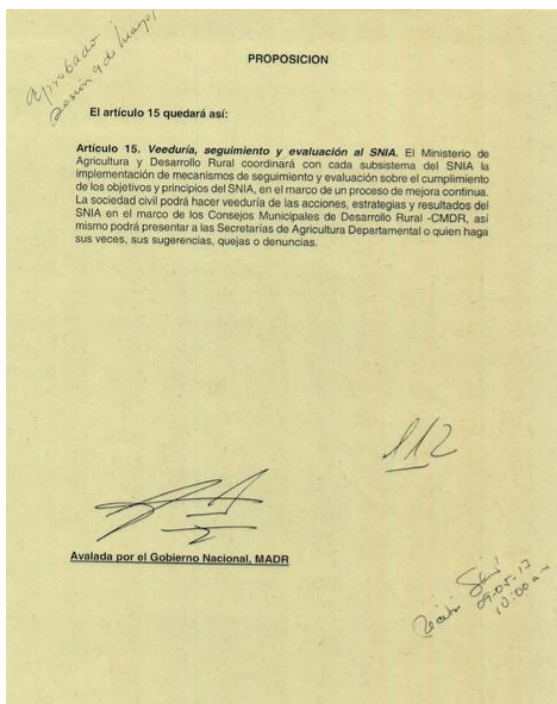 Aprobado
Sesión 9 de Mayo
PROPOSICION
El artículo 15 quedará así:
Artículo 15. Veeduría, seguimiento y evaluación al SNIA. El Ministerio de
Agricultura y Desarrollo Rural coordinará con cada subsistema del SNIA la
implementación de mecanismos de seguimiento y evaluación sobre el cumplimiento
de los objetivos y principios del SNIA, en el marco de un proceso de mejora continua.
La sociedad civil podrá hacer veeduría de las acciones, estrategias y resultados del
SNIA en el marco de los Consejos Municipales de Desarrollo Rural -CMDR, así
mismo podrá presentar a las Secretarías de Agricultura Departamental o quien haga
sus veces, sus sugerencias, quejas o denuncias.
112
Avalada por el Gobierno Nacional, MADR
Recibí
09-05-17
10:00 am